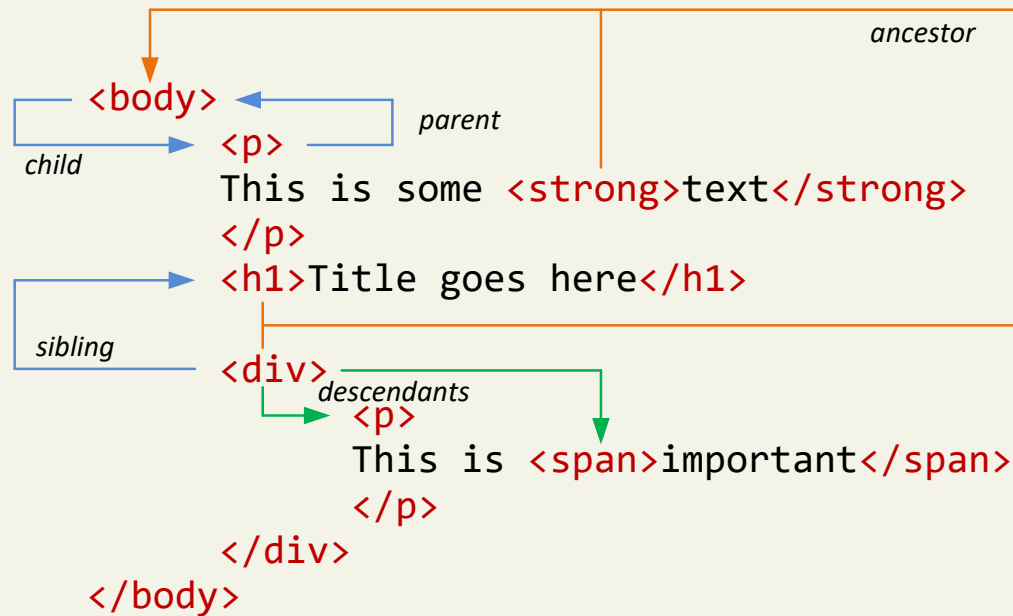 ancestor
<body>
parent
<p>
child
This is some <strong>text</strong>
</p>
<h1>Title goes here</h1>
sibling
<div>
descendants
<p>
This is <span>important</span>
</p>
</div>
</body>